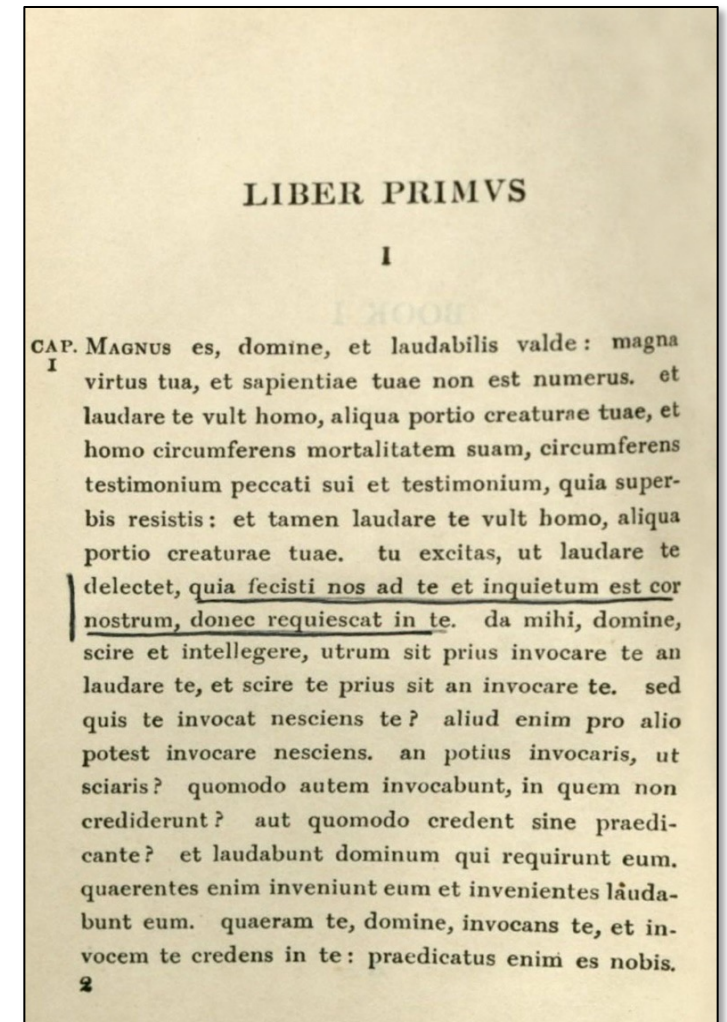 LIBER PRIMVS
I
CAP. I MAGNUS es, domine, et laudabilis valde: magna
virtus tua, et sapientiae tuae non est numerus. et
laudare te vult homo, aliqua portio creaturae tuae, et
homo circumferens mortalitatem suam, circumferens
testimonium peccati sui et testimonium, quia super-
bis resistis: et tamen laudare te vult homo, aliqua
portio creaturae tuae. tu excitas, ut laudare te
delectet, quia fecisti nos ad te et inquietum est cor
nostrum, donec requiescat in te. da mihi, domine,
scire et intellegere, utrum sit prius invocare te an
laudare te, et scire te prius sit an invocare te. sed
quis te invocat nesciens te? aliud enim pro alio
potest invocare nesciens. an potius invocaris, ut
sciaris? quomodo autem invocabunt, in quem non
crediderunt? aut quomodo credent sine praedi-
cante? et laudabunt dominum qui requirunt eum.
quaerentes enim inveniunt eum et invenientes lauda-
bunt eum. quaeram te, domine, invocans te, et in-
vocem te credens in te: praedicatus enim es nobis.
2